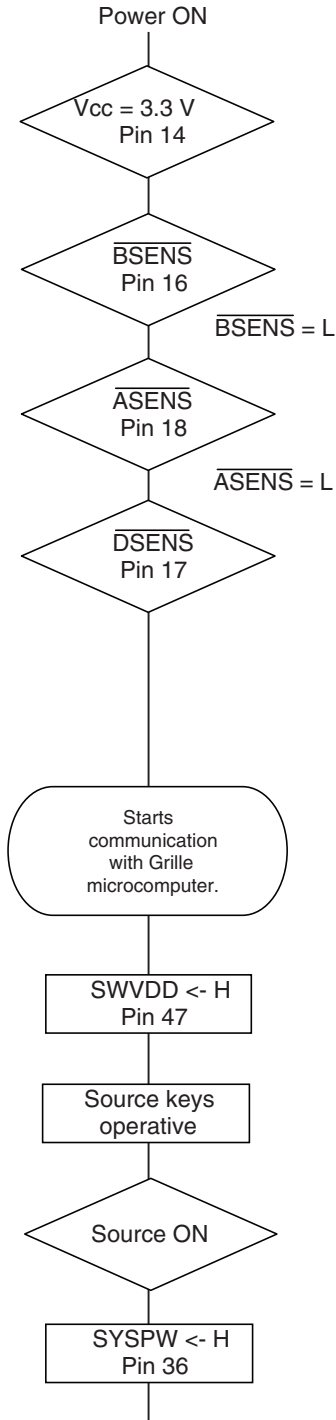 Power ON
Vcc = 3.3 V
Pin 14
BSENS
Pin 16
BSENS = L
ASENS
Pin 18
ASENS = L
DSENS
Pin 17
Starts
communication
with Grille
microcomputer.
SWVDD <- H
Pin 47
Source keys
operative
Source ON
SYSPW <- H
Pin 36